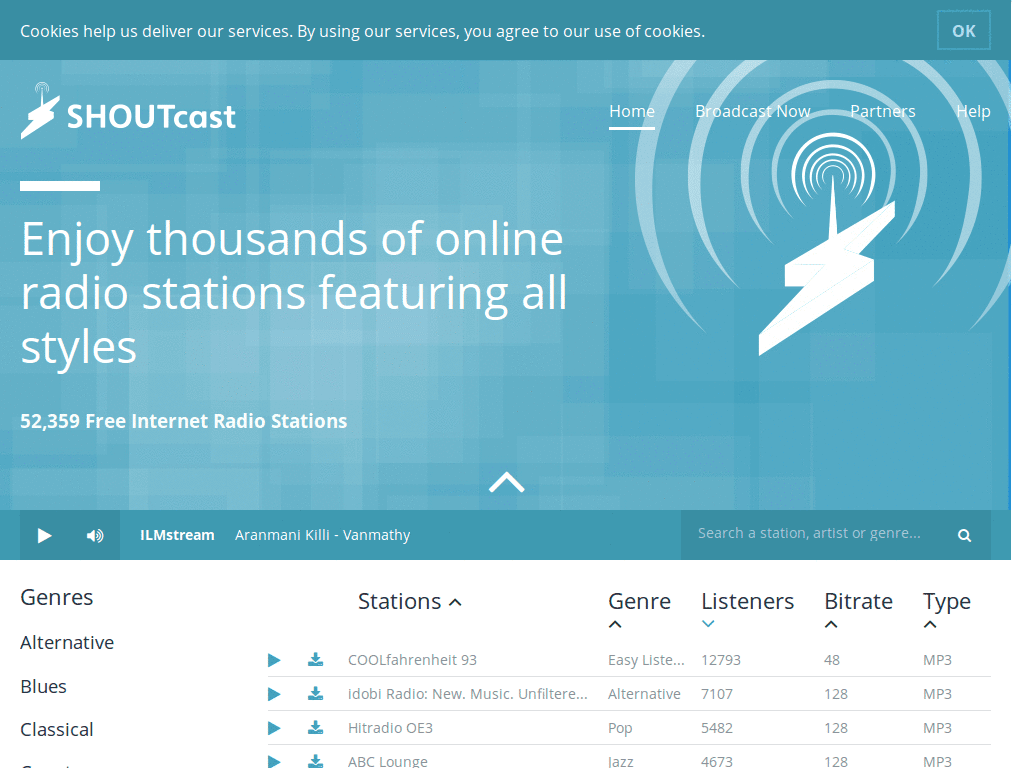 Cookies help us deliver our services. By using our services, you agree to our use of cookies.
OK
SHOUTcast
Home
Broadcast Now
Partners
Help
Enjoy thousands of online
radio stations featuring all
styles
52,359 Free Internet Radio Stations
ILMstream
Aranmani Killi - Vanmathy
Search a station, artist or genre...
Genres
Alternative
Blues
Classical
Stations
Genre
Listeners
Bitrate
Type
COOLfahrenheit 93 Easy Liste... 12793 48 MP3
idobi Radio: New. Music. Unfiltere... Alternative 7107 128 MP3
Hitradio OE3 Pop 5482 128 MP3
ABC Lounge Jazz 4673 128 MP3